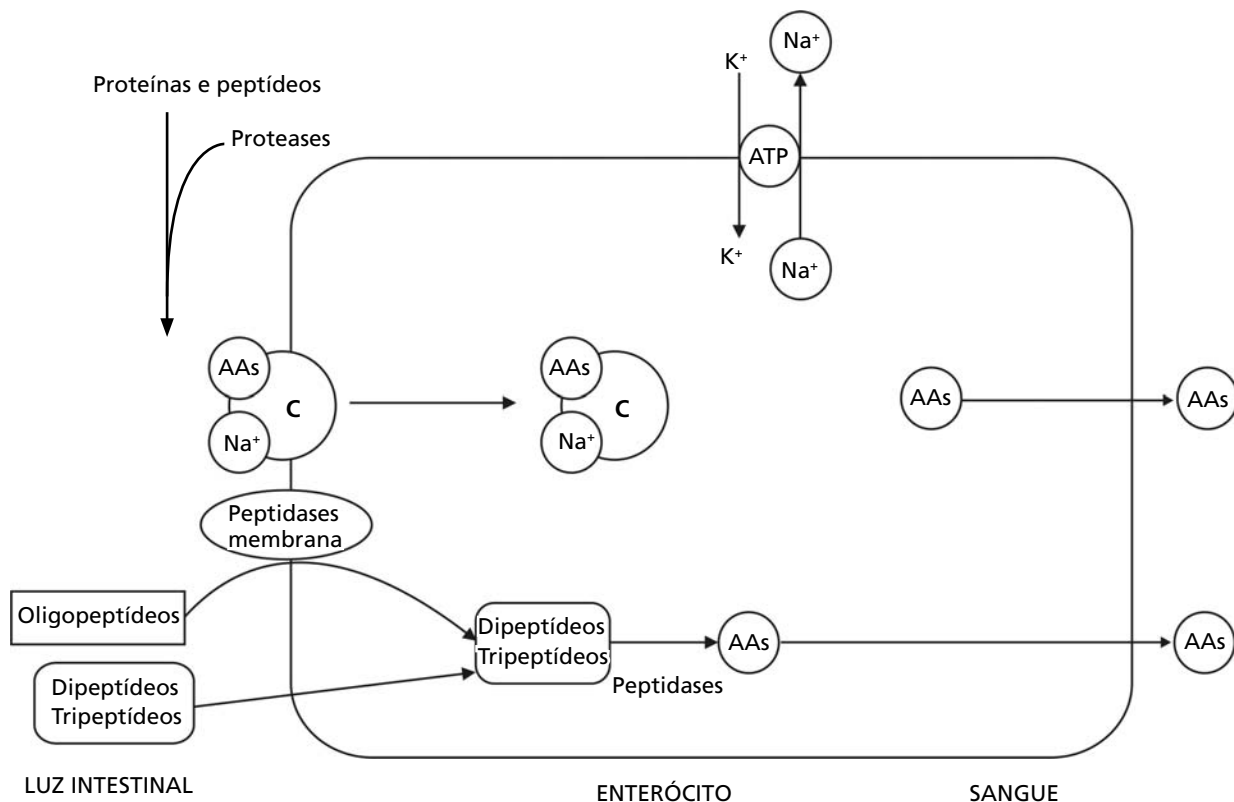 Na⁺
K⁺
Proteínas e peptídeos
Proteases
ATP
K⁺
Na⁺
AAs
C
Na⁺
AAs
C
Na⁺
AAs
AAs
Peptidases
membrana
Oligopeptídeos
Dipeptídeos
Tripeptídeos
Peptidases
AAs
AAs
Dipeptídeos
Tripeptídeos
LUZ INTESTINAL
ENTERÓCITO
SANGUE